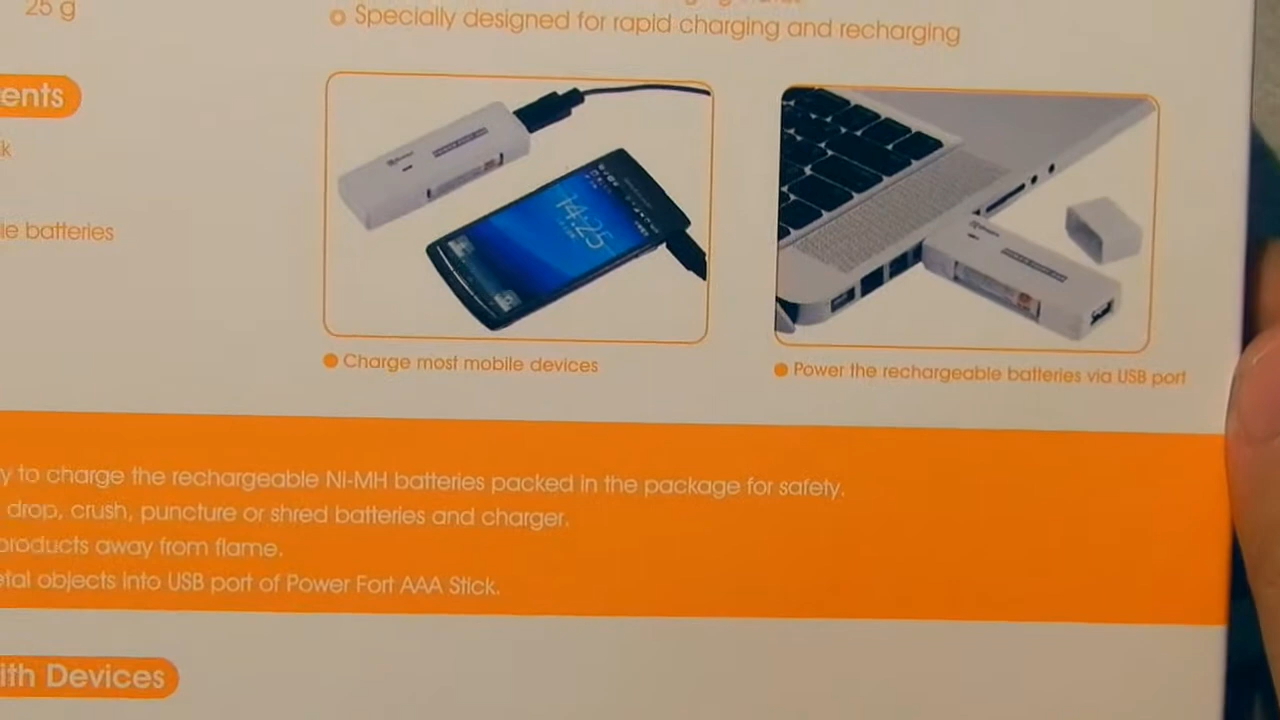 25 g
Specially designed for rapid charging and recharging
ents
k
le batteries
14:25
Charge most mobile devices
Power the rechargeable batteries via USB port
y to charge the rechargeable Ni-MH batteries packed in the package for safety.
drop, crush, puncture or shred batteries and charger.
products away from flame.
etal objects into USB port of Power Fort AAA Stick.
ith Devices